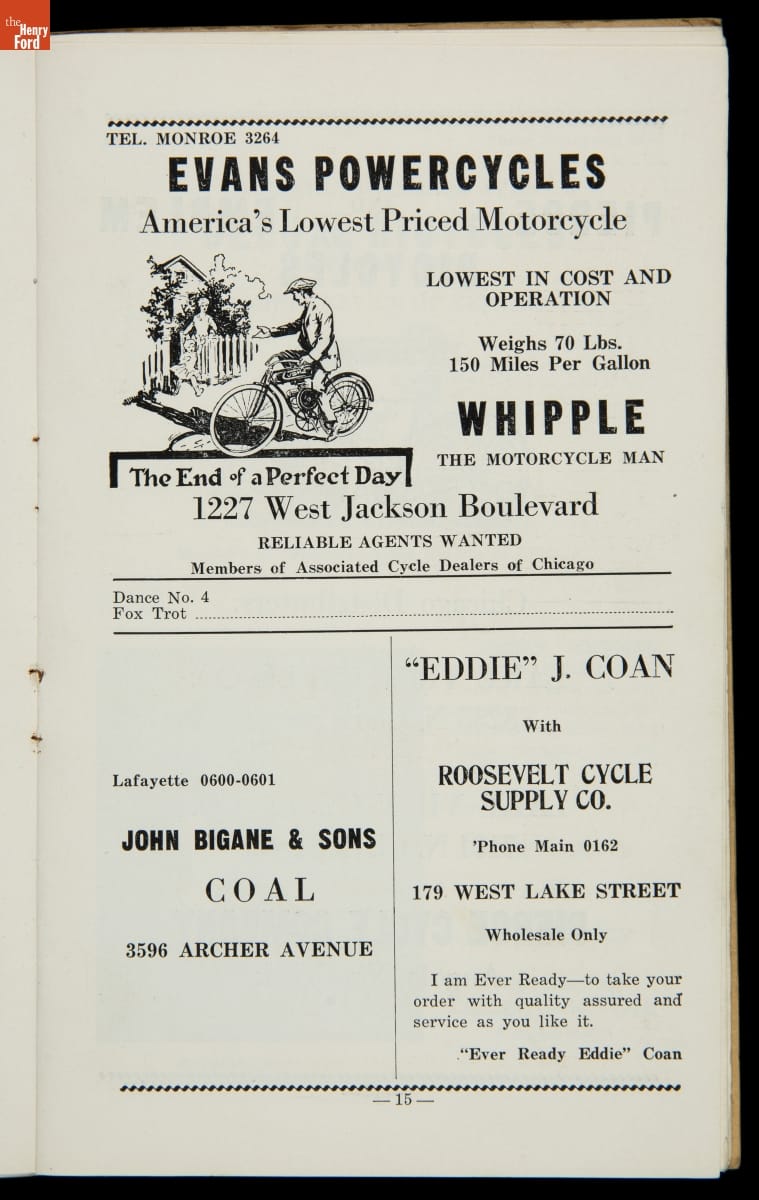 the
Henry
Ford
TEL. MONROE 3264
EVANS POWERCYCLES
America's Lowest Priced Motorcycle
LOWEST IN COST AND
OPERATION
Weighs 70 Lbs.
150 Miles Per Gallon
WHIPPLE
THE MOTORCYCLE MAN
The End of a Perfect Day
1227 West Jackson Boulevard
RELIABLE AGENTS WANTED
Members of Associated Cycle Dealers of Chicago
Dance No. 4
Fox Trot
Lafayette 0600-0601
JOHN BIGANE & SONS
COAL
3596 ARCHER AVENUE
"EDDIE" J. COAN
With
ROOSEVELT CYCLE
SUPPLY CO.
'Phone Main 0162
179 WEST LAKE STREET
Wholesale Only
I am Ever Ready—to take your
order with quality assured and
service as you like it.
"Ever Ready Eddie" Coan
— 15 —